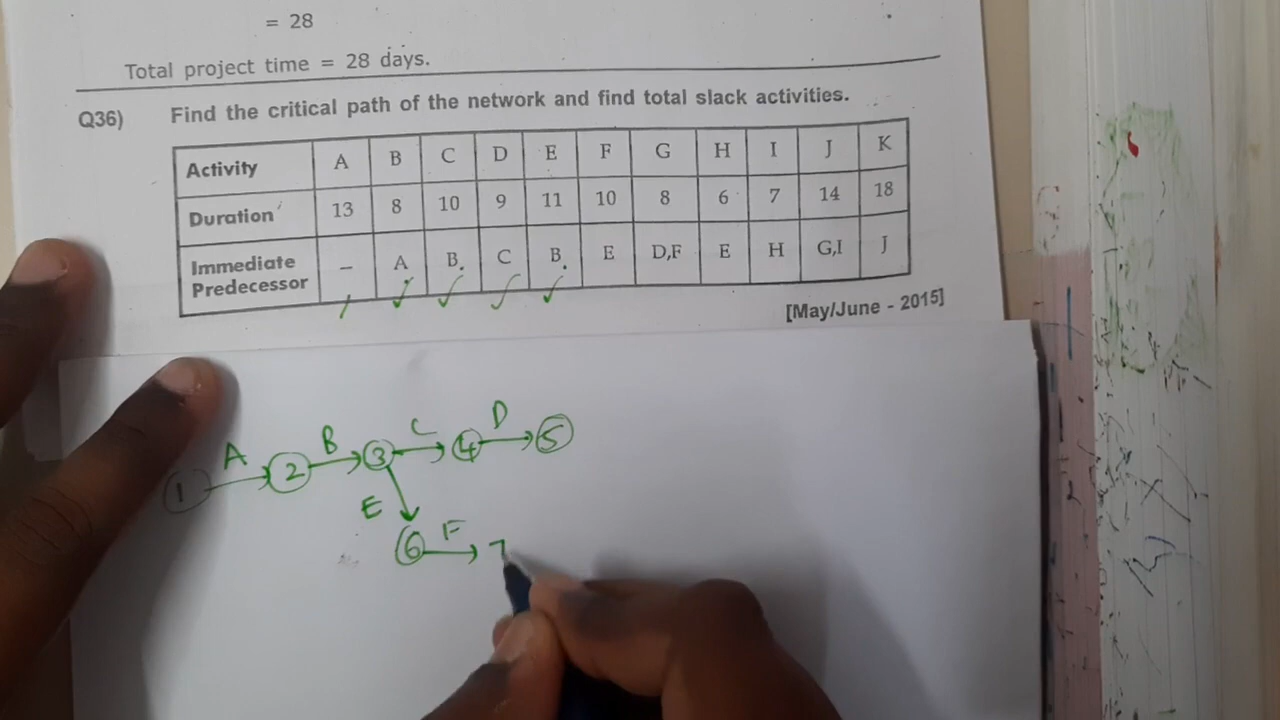 = 28
Total project time = 28 days.
Q36) Find the critical path of the network and find total slack activities.
Activity A B C D E F G H I J K
Duration 13 8 10 9 11 10 8 6 7 14 18
Immediate Predecessor – A B. C B. E D,F E H G,I J
[May/June - 2015]
A B C D
1 2 3 4 5
E F
6 7